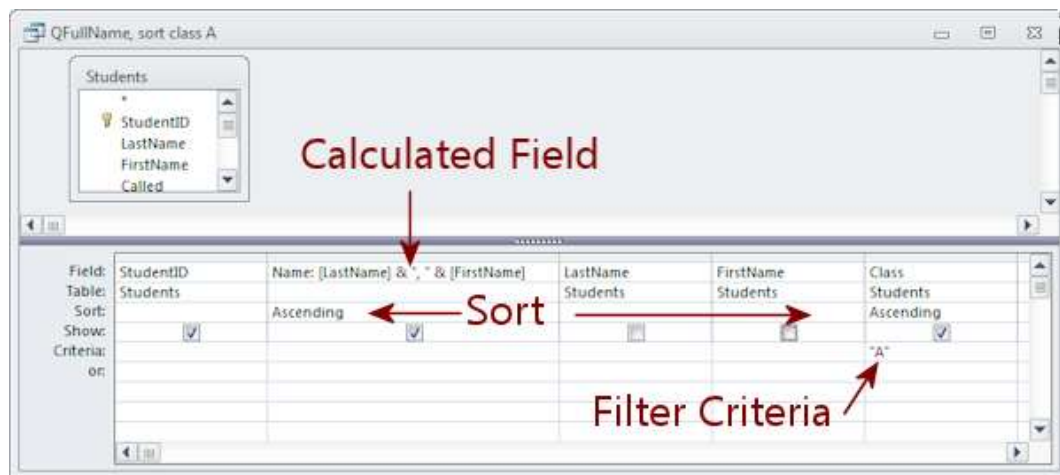 QFullName, sort class A
Students
*
StudentID
LastName
FirstName
Called
Calculated Field
Field: StudentID Name: [LastName] & ", " & [FirstName] LastName FirstName Class
Table: Students Students Students Students
Sort: Ascending Sort Ascending
Show:
Criteria: "A"
or:
Filter Criteria